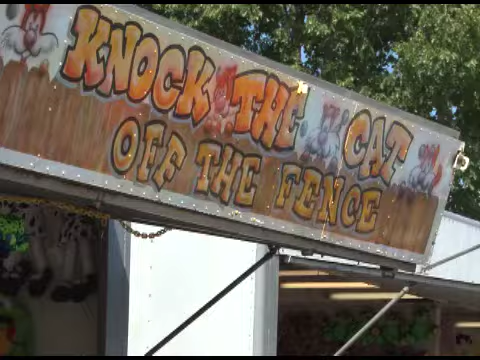 KNOCK THE CAT
OFF THE FENCE